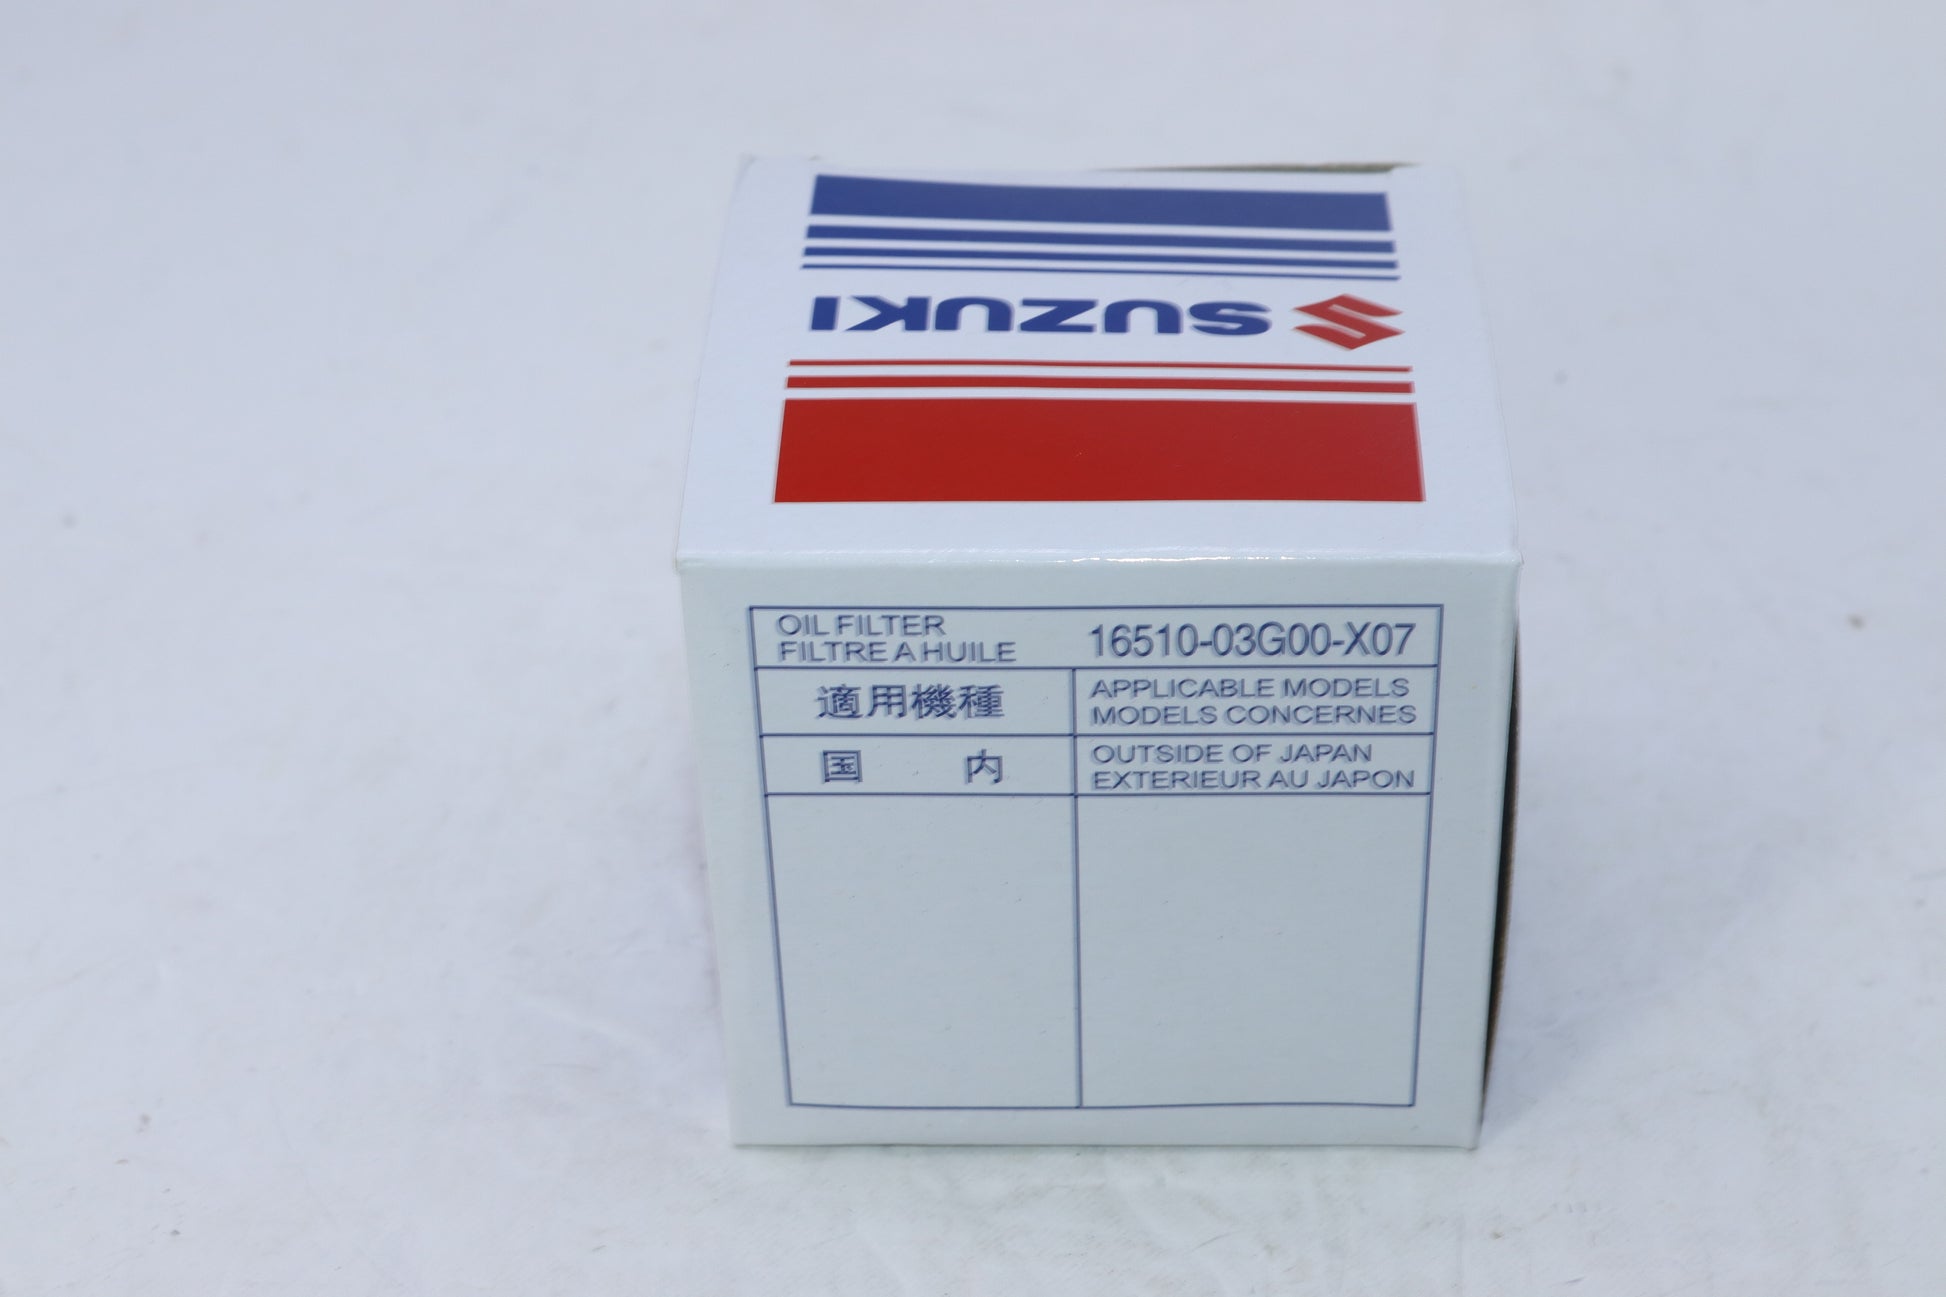 SUZUKI
OIL FILTER
FILTRE A HUILE
16510-03G00-X07
適用機種
APPLICABLE MODELS
MODELS CONCERNES
国 内
OUTSIDE OF JAPAN
EXTERIEUR AU JAPON